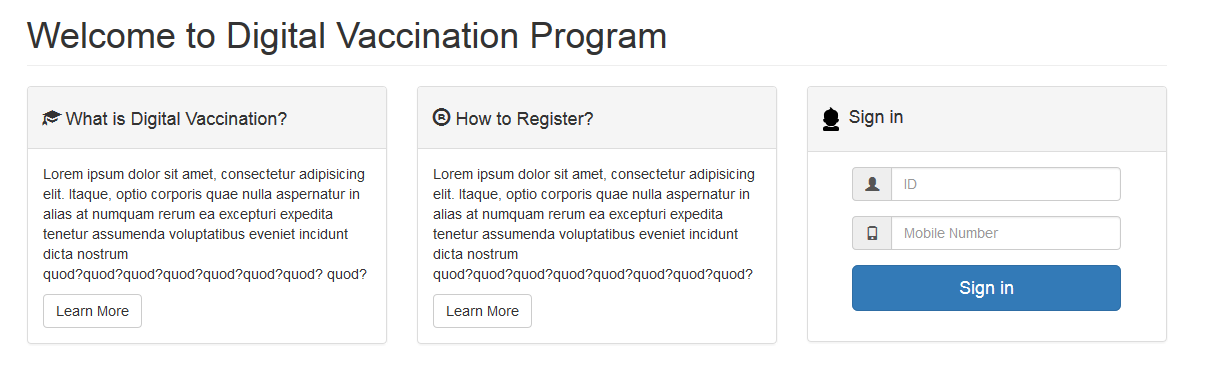 Welcome to Digital Vaccination Program
What is Digital Vaccination?
Lorem ipsum dolor sit amet, consectetur adipisicing
elit. Itaque, optio corporis quae nulla aspernatur in
alias at numquam rerum ea excepturi expedita
tenetur assumenda voluptatibus eveniet incidunt
dicta nostrum
quod?quod?quod?quod?quod?quod?quod? quod?
Learn More
R How to Register?
Lorem ipsum dolor sit amet, consectetur adipisicing
elit. Itaque, optio corporis quae nulla aspernatur in
alias at numquam rerum ea excepturi expedita
tenetur assumenda voluptatibus eveniet incidunt
dicta nostrum
quod?quod?quod?quod?quod?quod?quod?quod?
Learn More
Sign in
ID
Mobile Number
Sign in